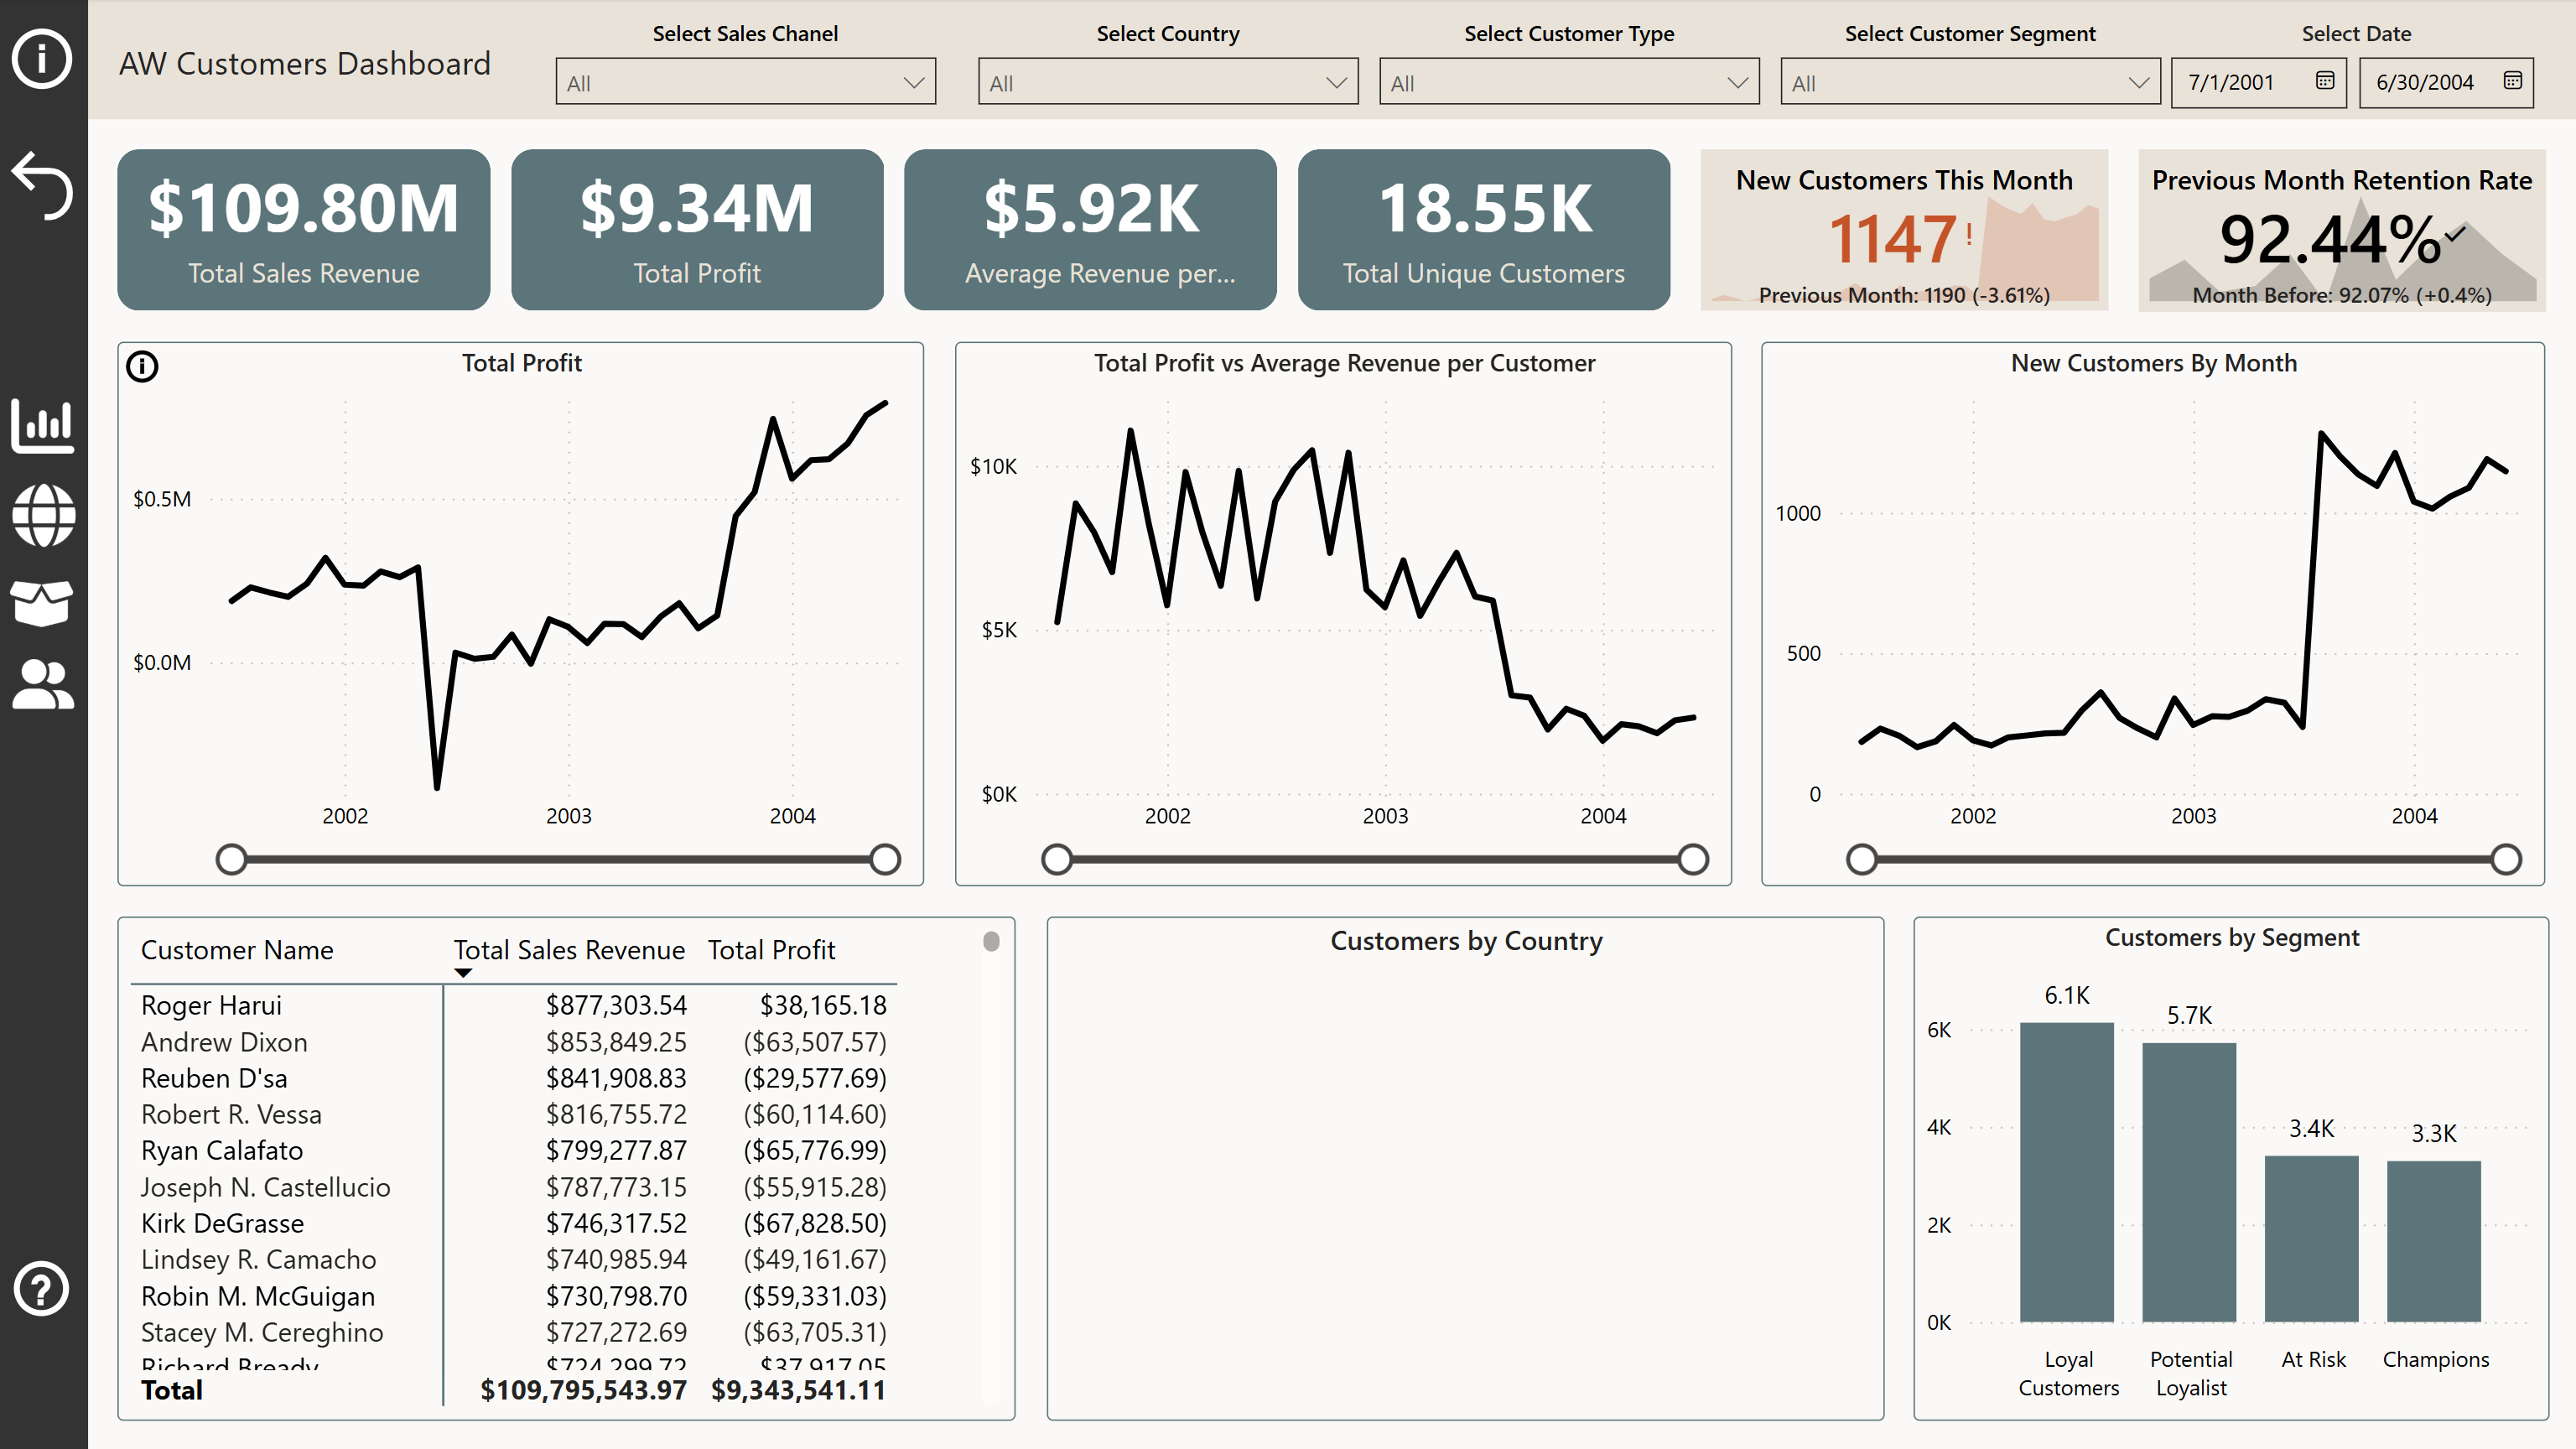 AW Customers Dashboard
Select Sales Chanel
All
Select Country
All
Select Customer Type
All
Select Customer Segment
All
Select Date
7/1/2001
6/30/2004
$109.80M
Total Sales Revenue
$9.34M
Total Profit
$5.92K
Average Revenue per...
18.55K
Total Unique Customers
New Customers This Month
1147!
Previous Month: 1190 (-3.61%)
Previous Month Retention Rate
92.44%
Month Before: 92.07% (+0.4%)
Total Profit
$0.5M
$0.0M
2002 2003 2004
Total Profit vs Average Revenue per Customer
$10K
$5K
$0K
2002 2003 2004
New Customers By Month
1000
500
0
2002 2003 2004
Customer Name Total Sales Revenue Total Profit
Roger Harui $877,303.54 $38,165.18
Andrew Dixon $853,849.25 ($63,507.57)
Reuben D'sa $841,908.83 ($29,577.69)
Robert R. Vessa $816,755.72 ($60,114.60)
Ryan Calafato $799,277.87 ($65,776.99)
Joseph N. Castellucio $787,773.15 ($55,915.28)
Kirk DeGrasse $746,317.52 ($67,828.50)
Lindsey R. Camacho $740,985.94 ($49,161.67)
Robin M. McGuigan $730,798.70 ($59,331.03)
Stacey M. Cereghino $727,272.69 ($63,705.31)
Richard Bready $724,299.72 $37,917.05
Total $109,795,543.97 $9,343,541.11
Customers by Country
Customers by Segment
6K
4K
2K
0K
6.1K
5.7K
3.4K
3.3K
Loyal Customers
Potential Loyalist
At Risk
Champions